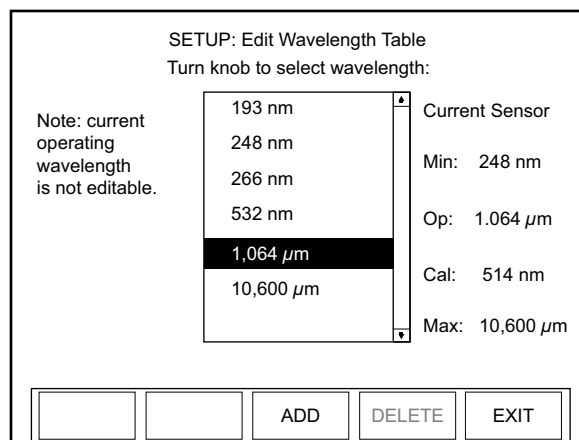 SETUP: Edit Wavelength Table
Turn knob to select wavelength:
Note: current
operating
wavelength
is not editable.
193 nm
248 nm
266 nm
532 nm
1,064 µm
10,600 µm
Current Sensor
Min: 248 nm
Op: 1.064 µm
Cal: 514 nm
Max: 10,600 µm
ADD
DELETE
EXIT